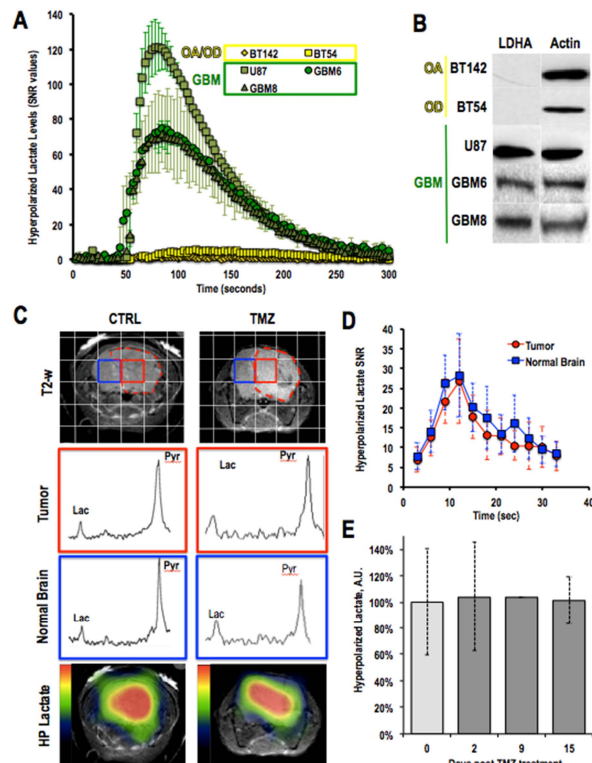 A
Hyperpolarized Lactate Levels (SNR values)
140
120
100
80
60
40
20
0
0 50 100 150 200 250 300
Time (seconds)
OA/OD
BT142 BT54
GBM
U87 GBM6
GBM8
B
LDHA Actin
OA BT142
OD BT54
U87
GBM GBM6
GBM8
C
CTRL TMZ
T2-w
Tumor
Lac Pyr
Lac Pyr
Normal Brain
Lac Pyr
Lac Pyr
HP Lactate
D
Hyperpolarized Lactate SNR
40
35
30
25
20
15
10
5
0
0 10 20 30 40
Time (sec)
Tumor
Normal Brain
E
Hyperpolarized Lactate, A.U.
140%
120%
100%
80%
60%
40%
20%
0%
0 2 9 15
Days post TMZ treatment